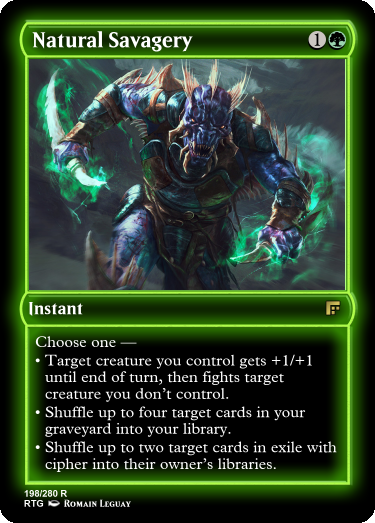 Natural Savagery 1
Instant
Choose one —
• Target creature you control gets +1/+1
until end of turn, then fights target
creature you don't control.
• Shuffle up to four target cards in your
graveyard into your library.
• Shuffle up to two target cards in exile with
cipher into their owner's libraries.
198/280 R
RTG Romain Leguay